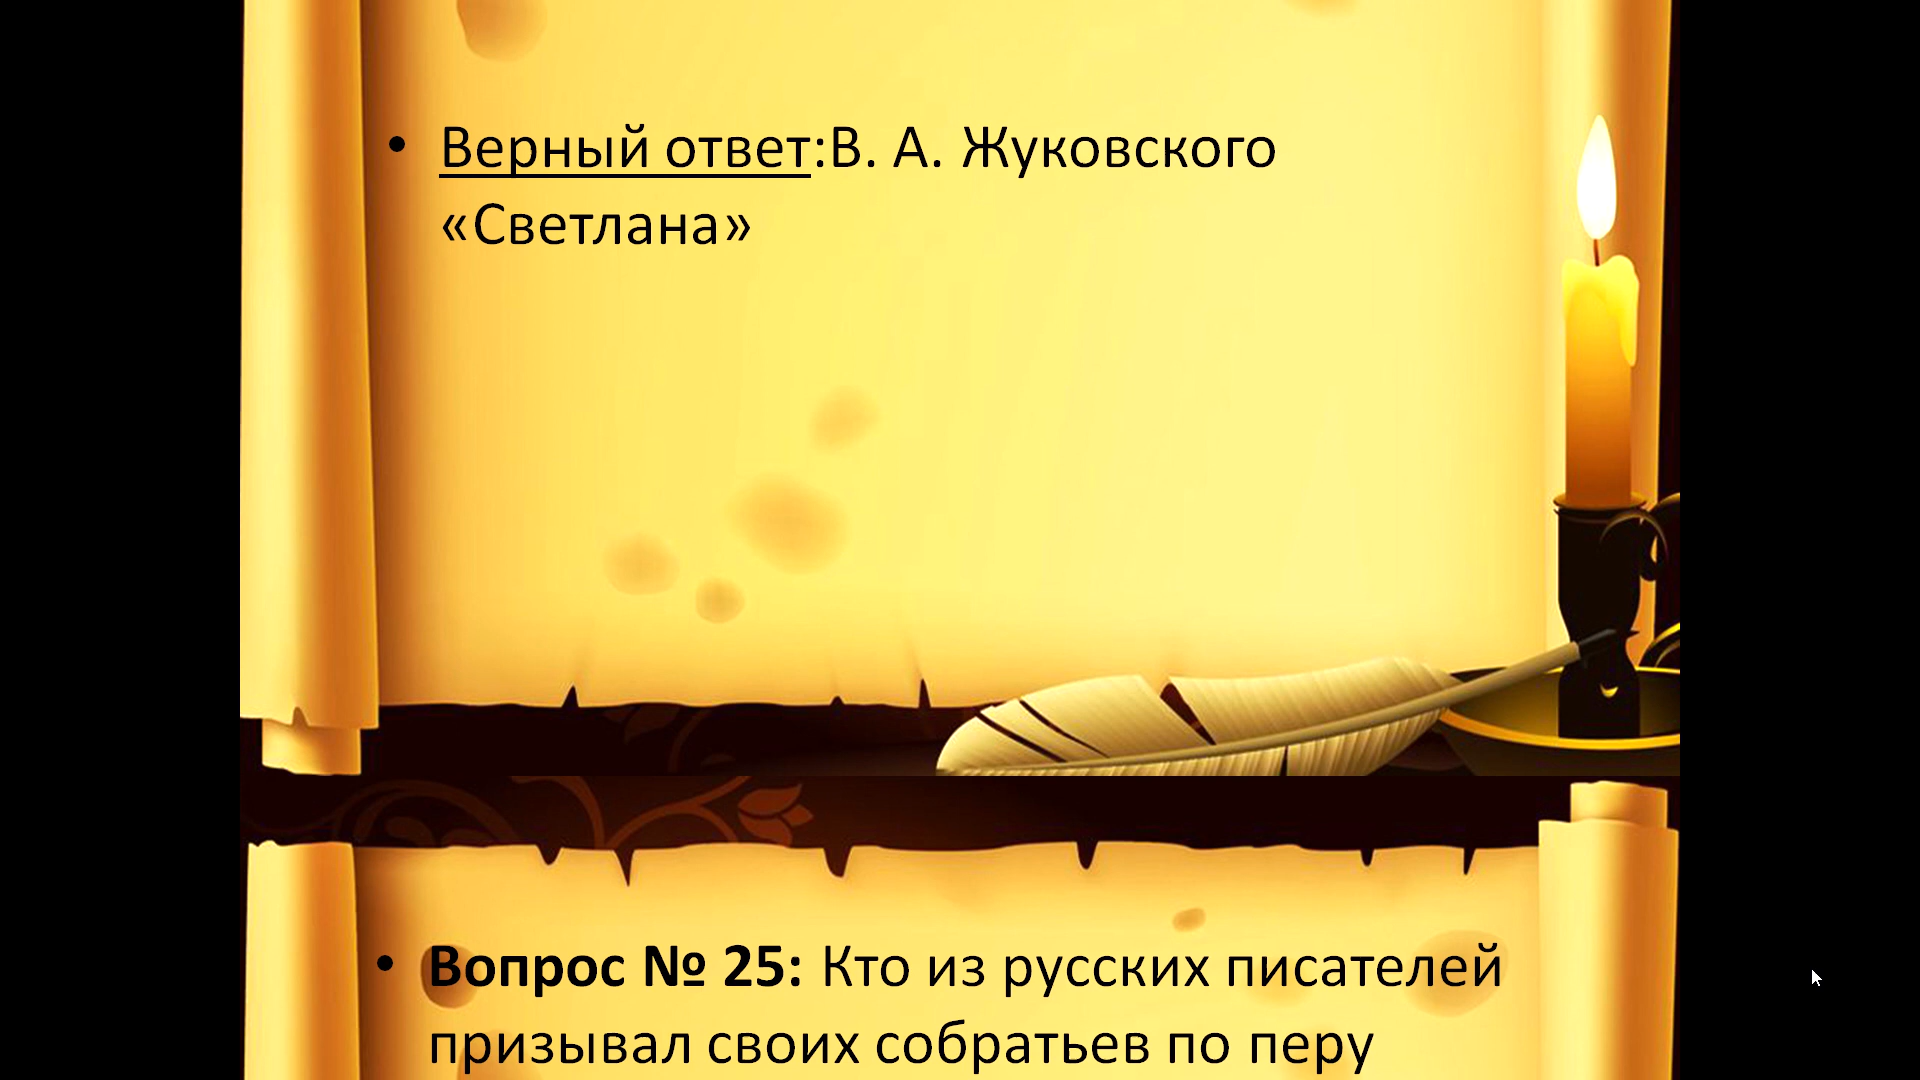 • Верный ответ:В. А. Жуковского
«Светлана»
• Вопрос № 25: Кто из русских писателей
призывал своих собратьев по перу